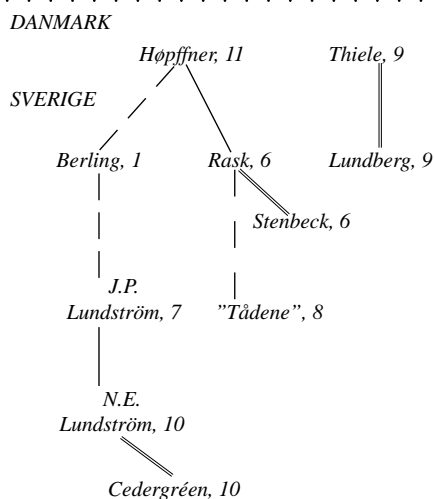 DANMARK
Høpffner, 11 Thiele, 9
SVERIGE
Berling, 1 Rask, 6 Lundberg, 9
Stenbeck, 6
J.P.
Lundström, 7 ”Tådene”, 8
N.E.
Lundström, 10
Cedergréen, 10